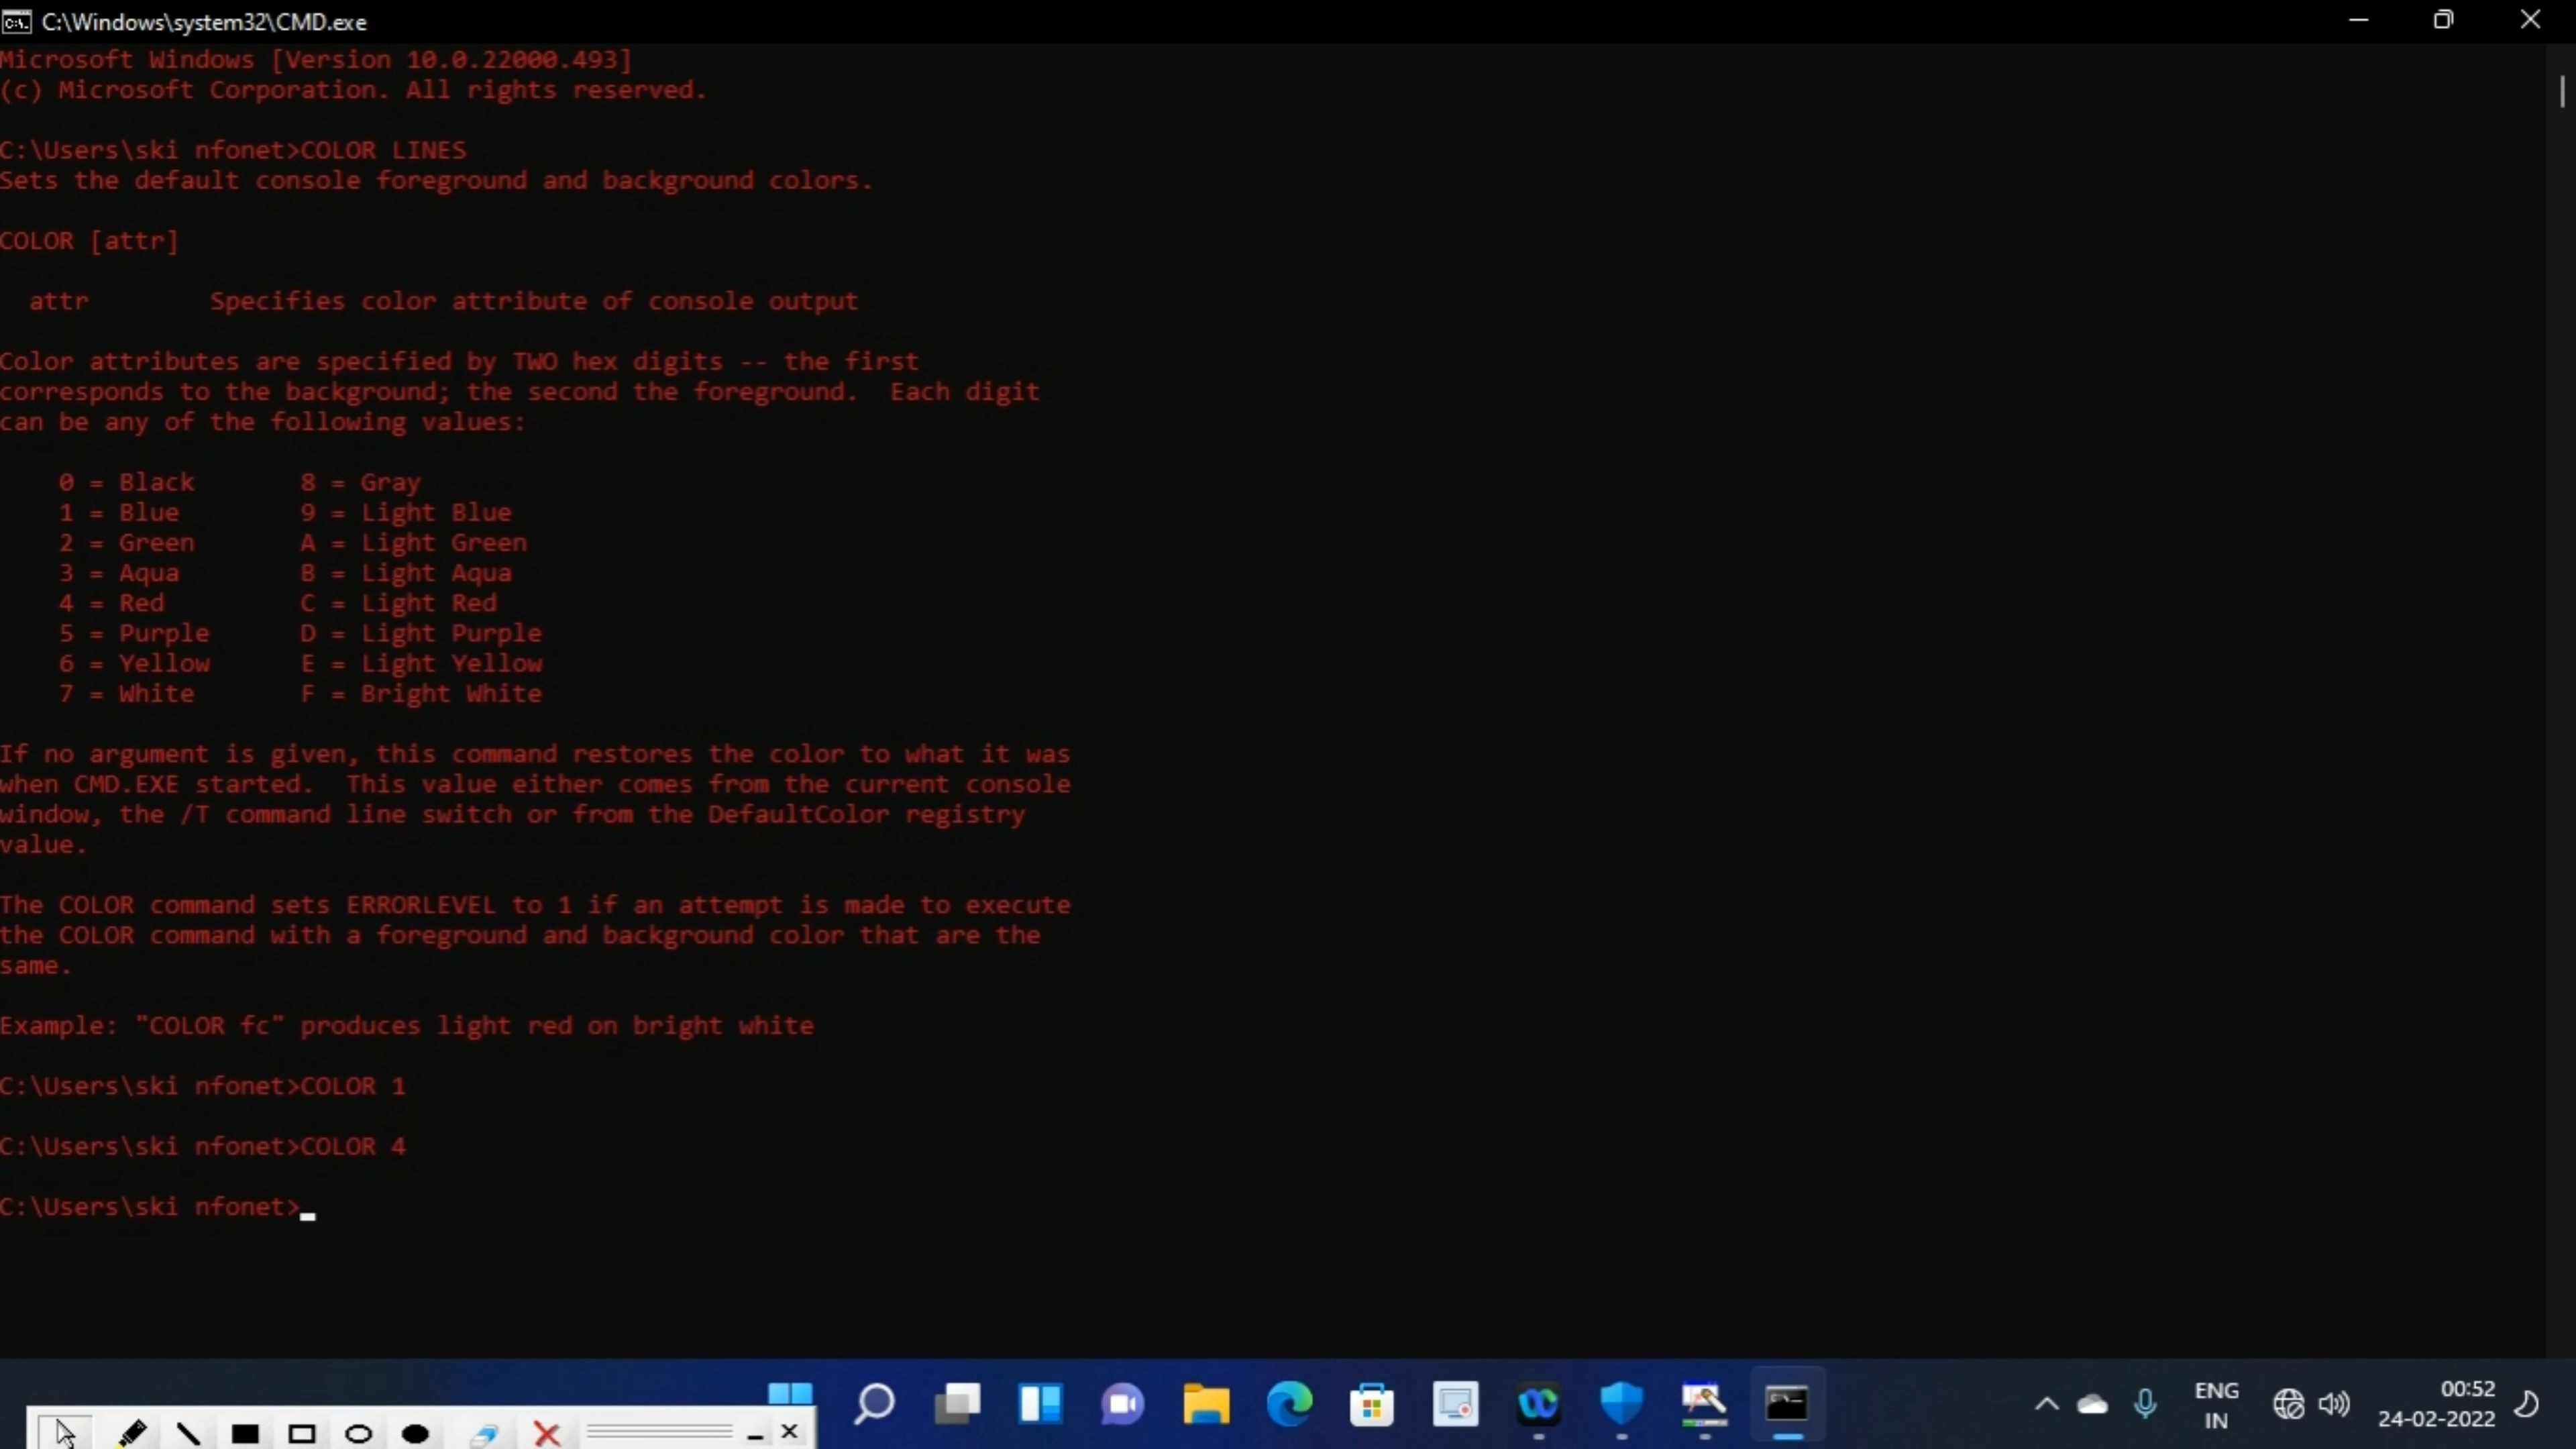 C:\Windows\system32\CMD.exe
Microsoft Windows [Version 10.0.22000.493]
(c) Microsoft Corporation. All rights reserved.
C:\Users\ski nfonet>COLOR LINES
Sets the default console foreground and background colors.
COLOR [attr]
attr        Specifies color attribute of console output
Color attributes are specified by TWO hex digits -- the first
corresponds to the background; the second the foreground.  Each digit
can be any of the following values:
0 = Black       8 = Gray
1 = Blue        9 = Light Blue
2 = Green       A = Light Green
3 = Aqua        B = Light Aqua
4 = Red         C = Light Red
5 = Purple      D = Light Purple
6 = Yellow      E = Light Yellow
7 = White       F = Bright White
If no argument is given, this command restores the color to what it was
when CMD.EXE started.  This value either comes from the current console
window, the /T command line switch or from the DefaultColor registry
value.
The COLOR command sets ERRORLEVEL to 1 if an attempt is made to execute
the COLOR command with a foreground and background color that are the
same.
Example: "COLOR fc" produces light red on bright white
C:\Users\ski nfonet>COLOR 1
C:\Users\ski nfonet>COLOR 4
C:\Users\ski nfonet>
ENG
IN
00:52
24-02-2022